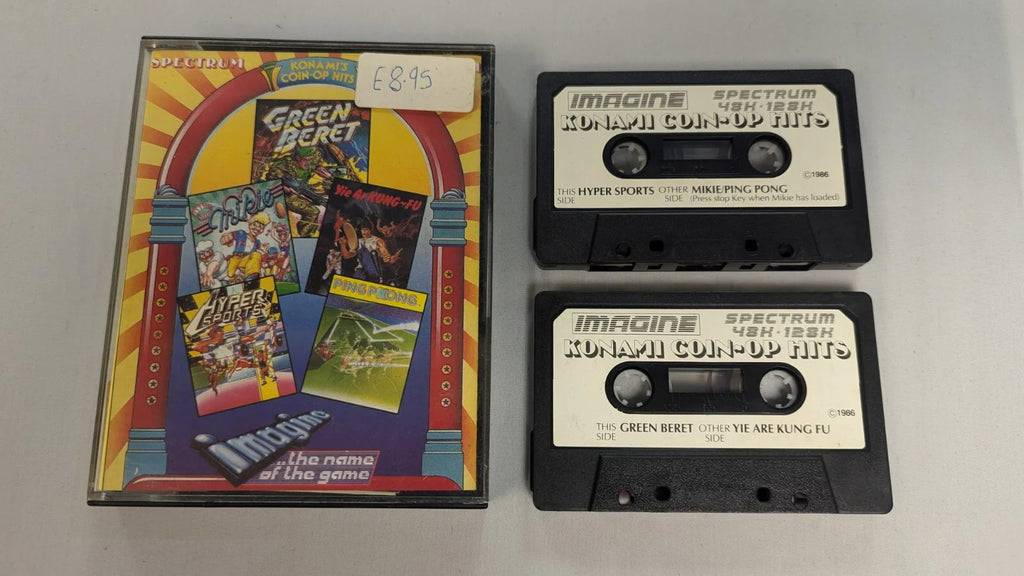 SPECTRUM
KONAMI'S
COIN-OP HITS
£8.95
GREEN
BERET
Mikie
Yie Ar KUNG-FU
HYPER
SPORTS
PING PONG
imagine
...the name
of the game
IMAGINE
SPECTRUM
48K·128K
KONAMI COIN-OP HITS
©1986
THIS SIDE HYPER SPORTS OTHER SIDE MIKIE/PING PONG
(Press stop Key when Mikie has loaded)
IMAGINE
SPECTRUM
48K·128K
KONAMI COIN-OP HITS
©1986
THIS SIDE GREEN BERET OTHER SIDE YIE ARE KUNG FU